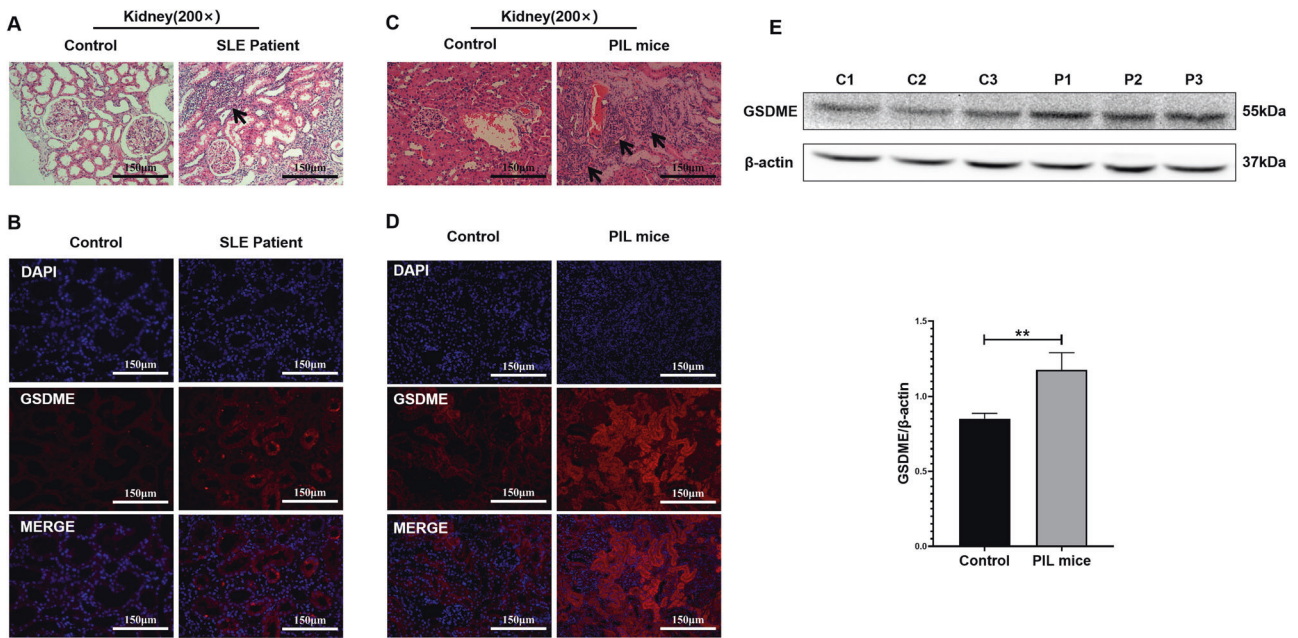 A
Kidney(200×)
Control
SLE Patient
150μm
150μm
B
Control
SLE Patient
DAPI
150μm
150μm
GSDME
150μm
150μm
MERGE
150μm
150μm
C
Kidney(200×)
Control
PIL mice
150μm
150μm
D
Control
PIL mice
DAPI
150μm
150μm
GSDME
150μm
150μm
MERGE
150μm
150μm
E
C1 C2 C3 P1 P2 P3
GSDME 55kDa
β-actin 37kDa
GSDME/β-actin
1.5
1.0
0.5
0.0
**
Control PIL mice